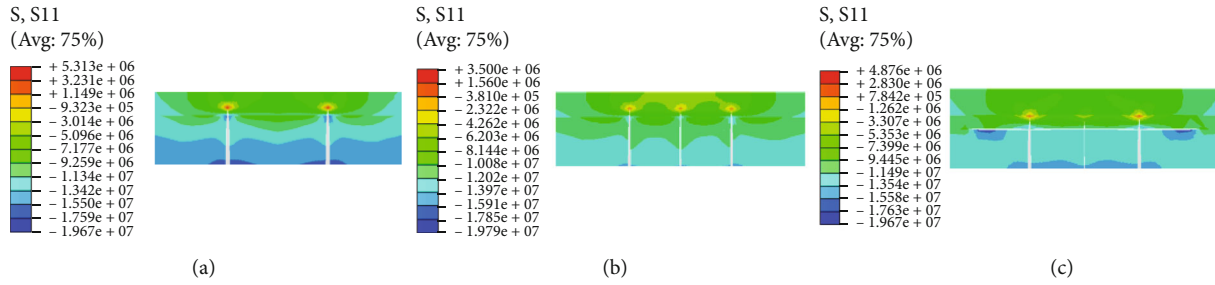 S, S11
(Avg: 75%)
+ 5.313e + 06
+ 3.231e + 06
+ 1.149e + 06
– 9.323e + 05
– 3.014e + 06
– 5.096e + 06
– 7.177e + 06
– 9.259e + 06
– 1.134e + 07
– 1.342e + 07
– 1.550e + 07
– 1.759e + 07
– 1.967e + 07
(a)
S, S11
(Avg: 75%)
+ 3.500e + 06
+ 1.560e + 06
– 3.810e + 05
– 2.322e + 06
– 4.262e + 06
– 6.203e + 06
– 8.144e + 06
– 1.008e + 07
– 1.202e + 07
– 1.397e + 07
– 1.591e + 07
– 1.785e + 07
– 1.979e + 07
(b)
S, S11
(Avg: 75%)
+ 4.876e + 06
+ 2.830e + 06
+ 7.842e + 05
– 1.262e + 06
– 3.307e + 06
– 5.353e + 06
– 7.399e + 06
– 9.445e + 06
– 1.149e + 07
– 1.354e + 07
– 1.558e + 07
– 1.763e + 07
– 1.967e + 07
(c)